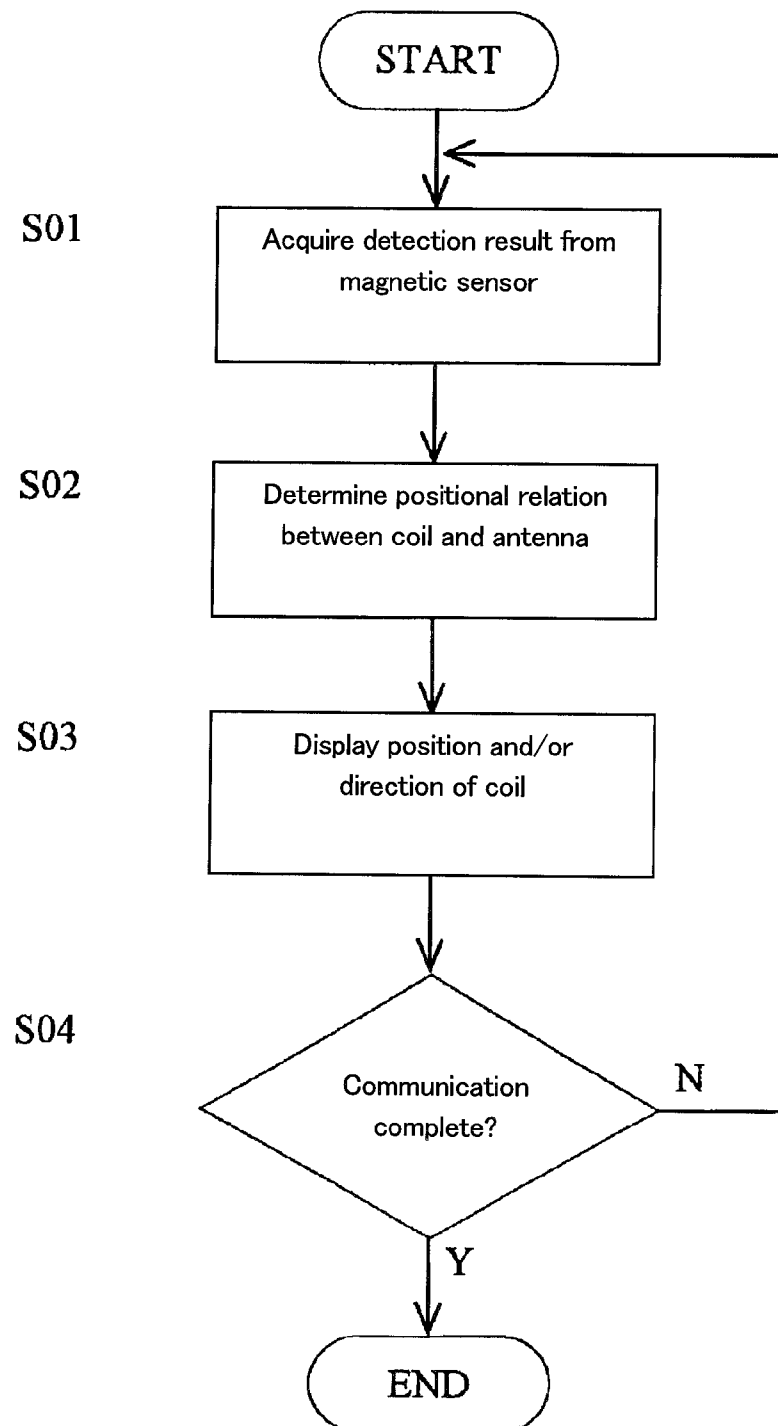 START
S01
Acquire detection result from
magnetic sensor
S02
Determine positional relation
between coil and antenna
S03
Display position and/or
direction of coil
S04
Communication
complete?
N
Y
END